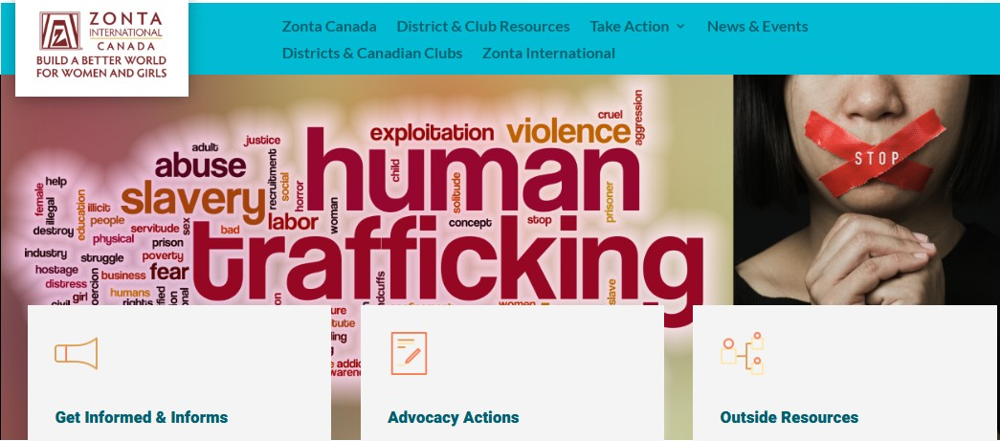 ZONTA
INTERNATIONAL
CANADA
BUILD A BETTER WORLD
FOR WOMEN AND GIRLS
Zonta Canada District & Club Resources Take Action News & Events
Districts & Canadian Clubs Zonta International
aggression
cruel
exploitation violence
justice
adult
human
abuse
child
recruitment
social
horror
solitude
prisoner
help
female
illegal
education
illicit
slavery
people
labor
woman
concept
stop
destroy
servitude
sex
bad
trafficking
physical
prison
industry
struggle
poverty
hostage
business
fear
distress
humans
girl
civil
rights
slave
women
STOP
Get Informed & Informs
Advocacy Actions
Outside Resources